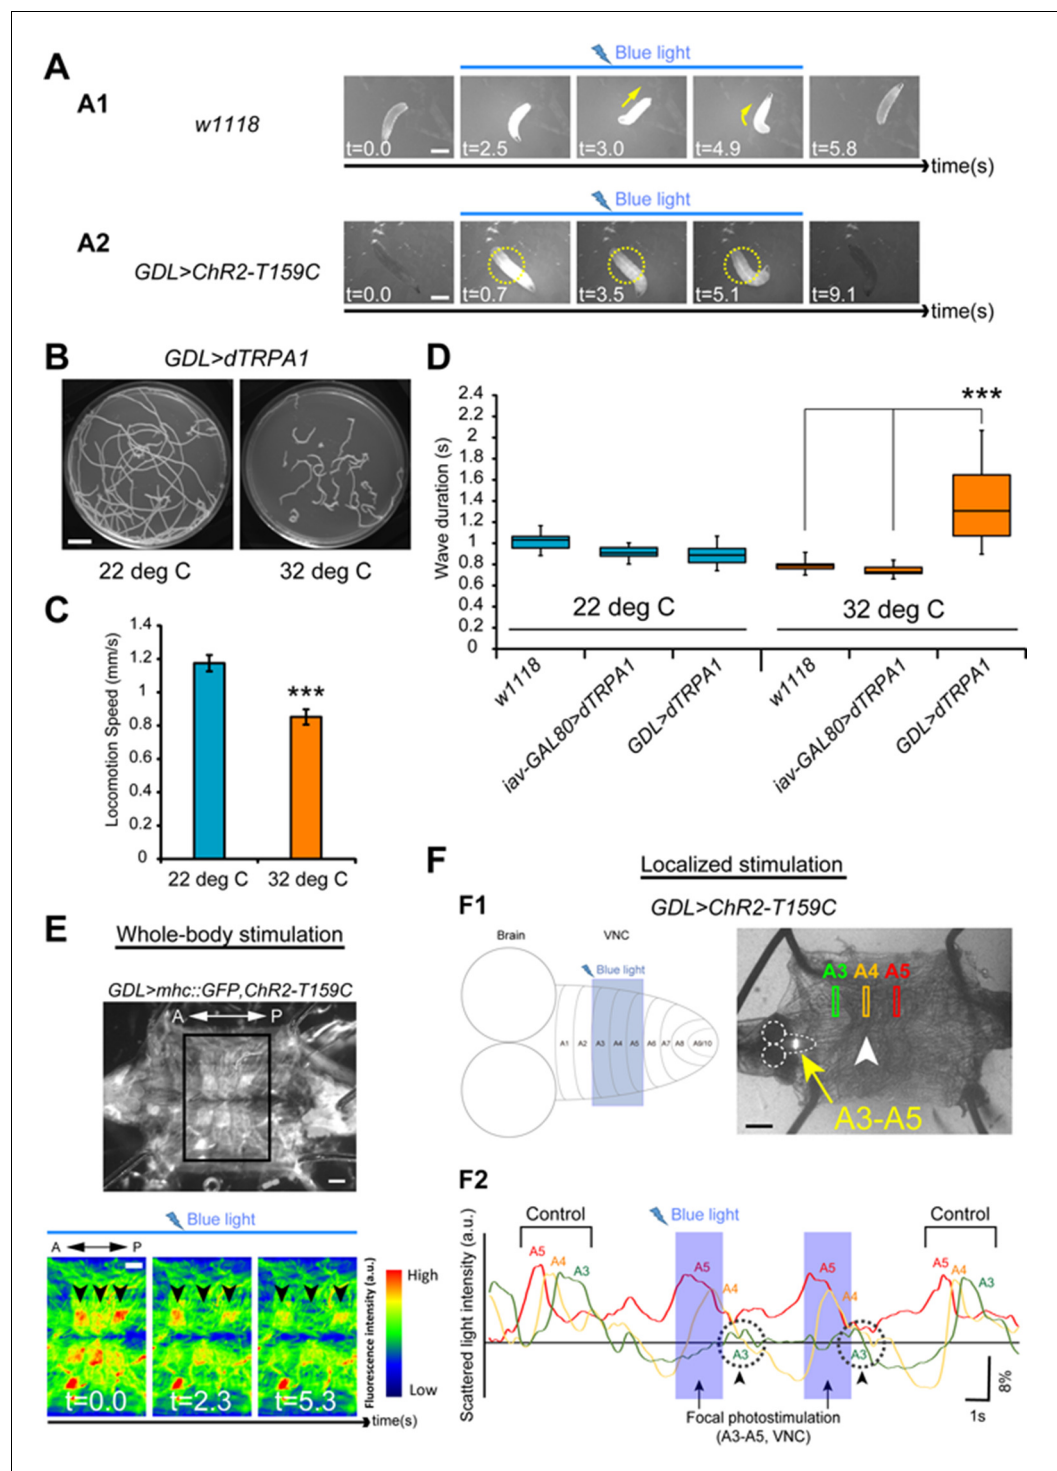 A
A1
w1118
Blue light
t=0.0
t=2.5
t=3.0
t=4.9
t=5.8
time(s)
A2
GDL>ChR2-T159C
Blue light
t=0.0
t=0.7
t=3.5
t=5.1
t=9.1
time(s)
B
GDL>dTRPA1
22 deg C
32 deg C
C
Locomotion Speed (mm/s)
1.4
1.2
1
0.8
0.6
0.4
0.2
0
***
22 deg C
32 deg C
D
Wave duration (s)
2.4
2.2
2
1.8
1.6
1.4
1.2
1
0.8
0.6
0.4
0.2
0
***
22 deg C
32 deg C
w1118
iav-GAL80>dTRPA1
GDL>dTRPA1
w1118
iav-GAL80>dTRPA1
GDL>dTRPA1
E
Whole-body stimulation
GDL>mhc::GFP,ChR2-T159C
A P
Blue light
A P
t=0.0
t=2.3
t=5.3
time(s)
Fluorescence intensity (a.u.)
High
Low
F
Localized stimulation
F1
GDL>ChR2-T159C
Brain
VNC
Blue light
A1 A2 A3 A4 A5 A6 A7 A8 A9/10
A3 A4 A5
A3-A5
F2
Scattered light intensity (a.u.)
Control
Blue light
Control
A5
A4
A3
A5
A4
A3
A5
A4
A3
A5
A4
A3
Focal photostimulation
(A3-A5, VNC)
8%
1s